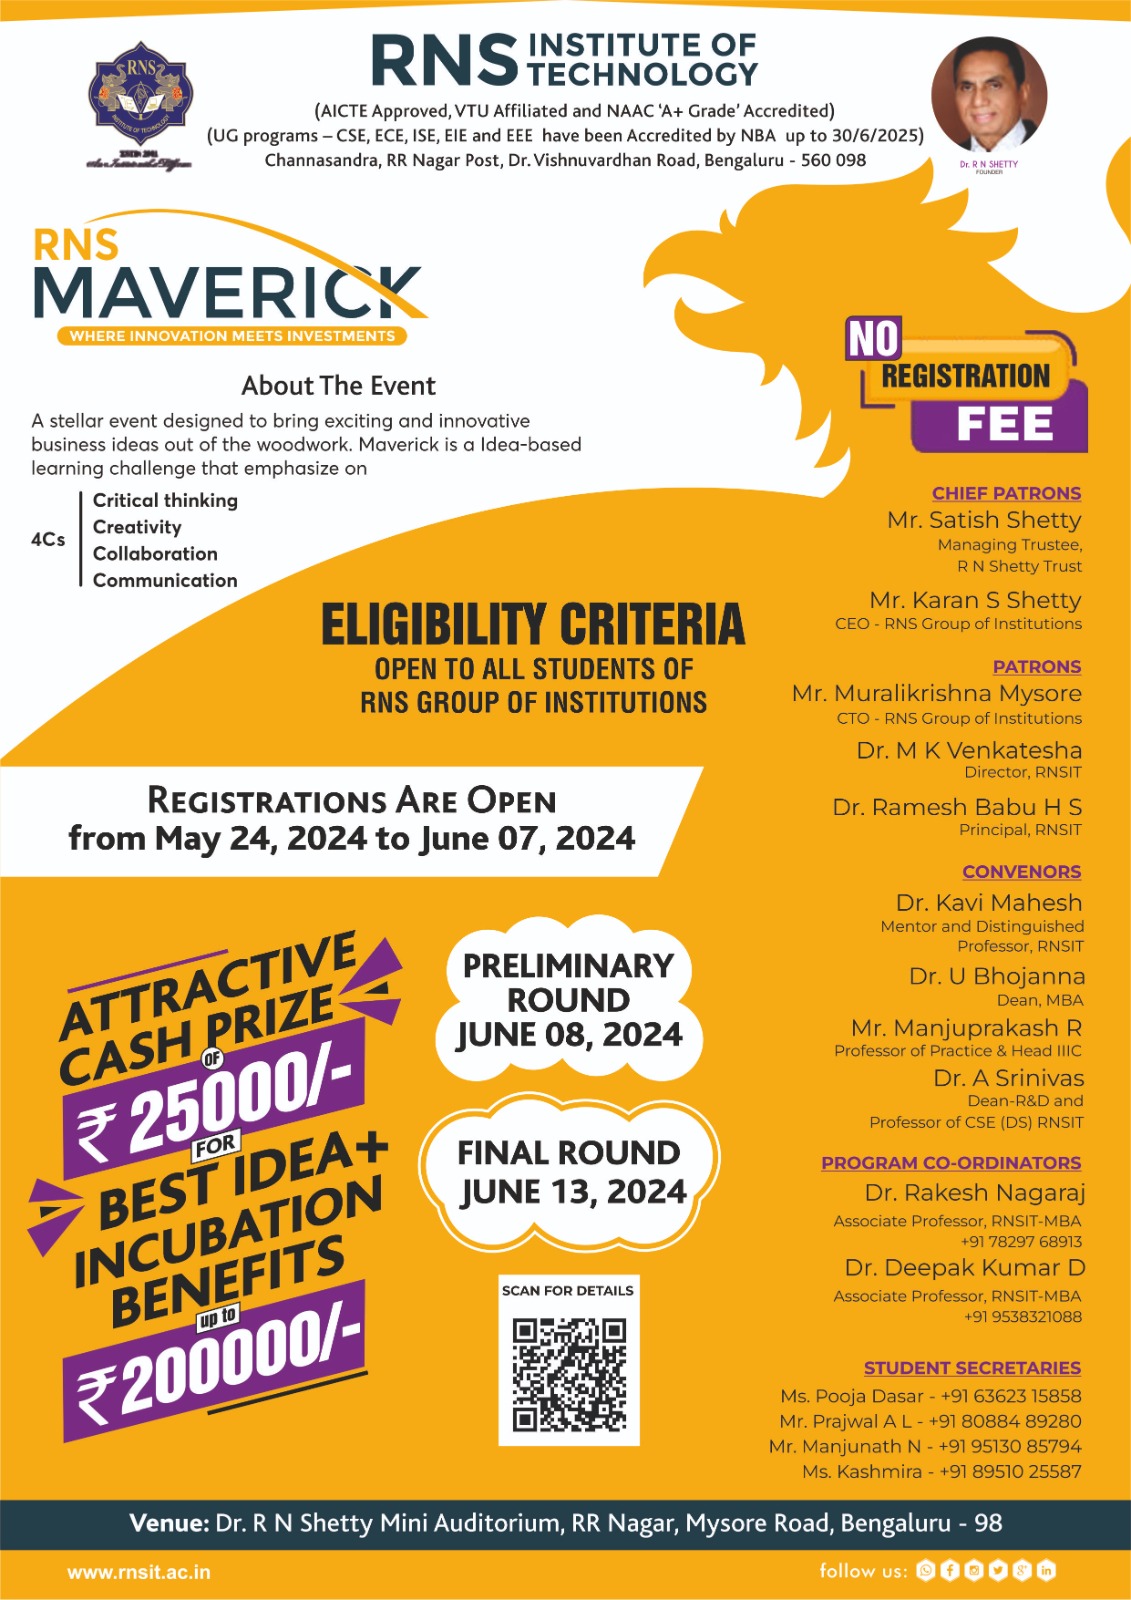 RNS
INSTITUTE OF TECHNOLOGY
RNS INSTITUTE OF
TECHNOLOGY
(AICTE Approved, VTU Affiliated and NAAC ‘A+ Grade’ Accredited)
(UG programs – CSE, ECE, ISE, EIE and EEE have been Accredited by NBA up to 30/6/2025)
Channasandra, RR Nagar Post, Dr. Vishnuvardhan Road, Bengaluru - 560 098
Dr. R N SHETTY
FOUNDER
RNS
MAVERICK
WHERE INNOVATION MEETS INVESTMENTS
About The Event
A stellar event designed to bring exciting and innovative
business ideas out of the woodwork. Maverick is a Idea-based
learning challenge that emphasize on
4Cs
Critical thinking
Creativity
Collaboration
Communication
NO
REGISTRATION
FEE
ELIGIBILITY CRITERIA
OPEN TO ALL STUDENTS OF
RNS GROUP OF INSTITUTIONS
REGISTRATIONS ARE OPEN
from May 24, 2024 to June 07, 2024
ATTRACTIVE
CASH PRIZE
OF
₹ 25000/-
FOR
BEST IDEA+
INCUBATION
BENEFITS
up to
₹200000/-
PRELIMINARY
ROUND
JUNE 08, 2024
FINAL ROUND
JUNE 13, 2024
SCAN FOR DETAILS
CHIEF PATRONS
Mr. Satish Shetty
Managing Trustee,
R N Shetty Trust
Mr. Karan S Shetty
CEO - RNS Group of Institutions
PATRONS
Mr. Muralikrishna Mysore
CTO - RNS Group of Institutions
Dr. M K Venkatesha
Director, RNSIT
Dr. Ramesh Babu H S
Principal, RNSIT
CONVENORS
Dr. Kavi Mahesh
Mentor and Distinguished
Professor, RNSIT
Dr. U Bhojanna
Dean, MBA
Mr. Manjuprakash R
Professor of Practice & Head IIIC
Dr. A Srinivas
Dean-R&D and
Professor of CSE (DS) RNSIT
PROGRAM CO-ORDINATORS
Dr. Rakesh Nagaraj
Associate Professor, RNSIT-MBA
+91 78297 68913
Dr. Deepak Kumar D
Associate Professor, RNSIT-MBA
+91 9538321088
STUDENT SECRETARIES
Ms. Pooja Dasar - +91 63623 15858
Mr. Prajwal A L - +91 80884 89280
Mr. Manjunath N - +91 95130 85794
Ms. Kashmira - +91 89510 25587
Venue: Dr. R N Shetty Mini Auditorium, RR Nagar, Mysore Road, Bengaluru - 98
www.rnsit.ac.in
follow us: